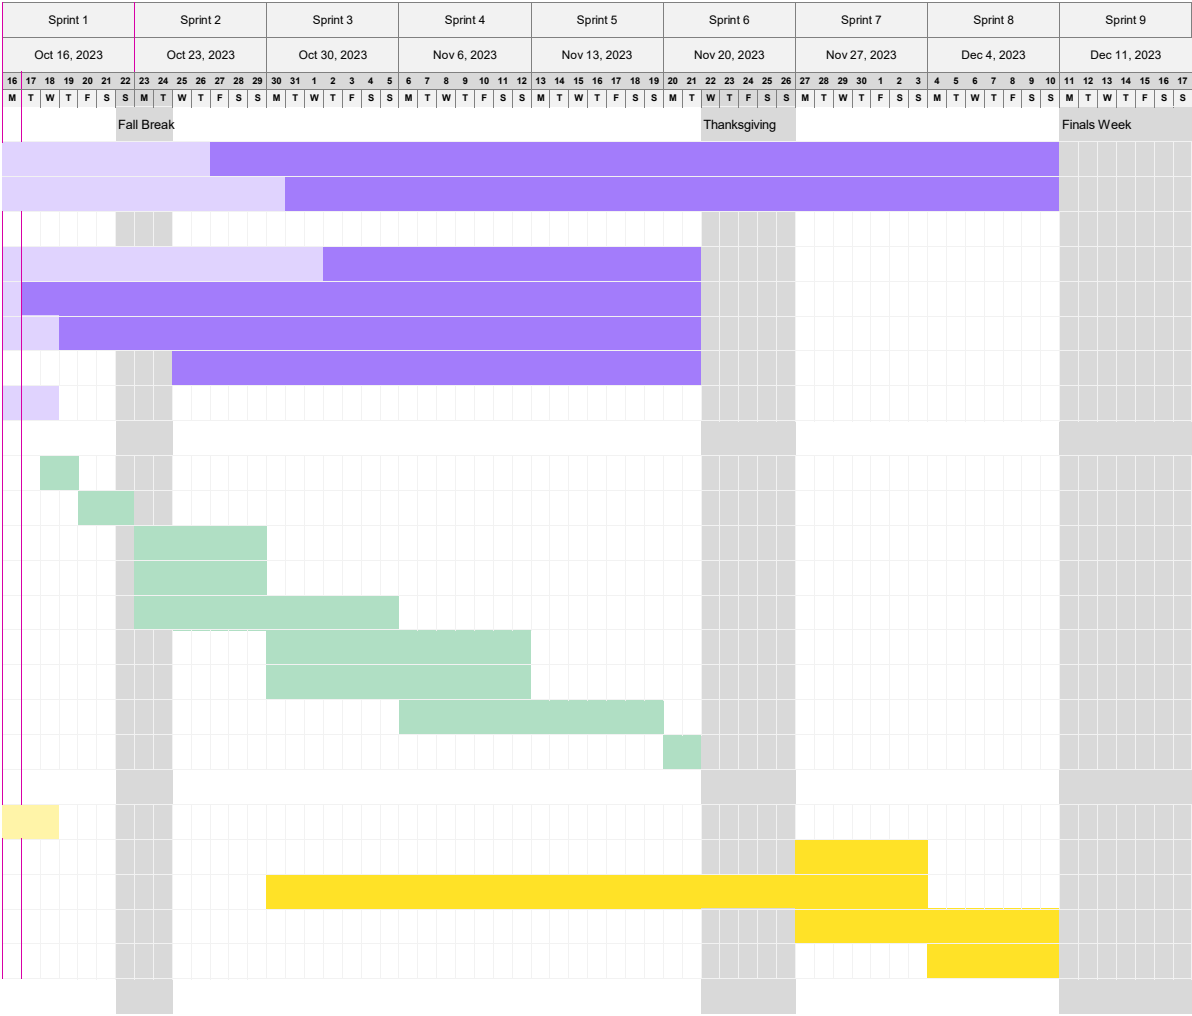 Sprint 1 Sprint 2 Sprint 3 Sprint 4 Sprint 5 Sprint 6 Sprint 7 Sprint 8 Sprint 9
Oct 16, 2023 Oct 23, 2023 Oct 30, 2023 Nov 6, 2023 Nov 13, 2023 Nov 20, 2023 Nov 27, 2023 Dec 4, 2023 Dec 11, 2023
16 17 18 19 20 21 22 23 24 25 26 27 28 29 30 31 1 2 3 4 5 6 7 8 9 10 11 12 13 14 15 16 17 18 19 20 21 22 23 24 25 26 27 28 29 30 1 2 3 4 5 6 7 8 9 10 11 12 13 14 15 16 17
M T W T F S S M T W T F S S M T W T F S S M T W T F S S M T W T F S S M T W T F S S M T W T F S S M T W T F S S M T W T F S S
Fall Break Thanksgiving Finals Week